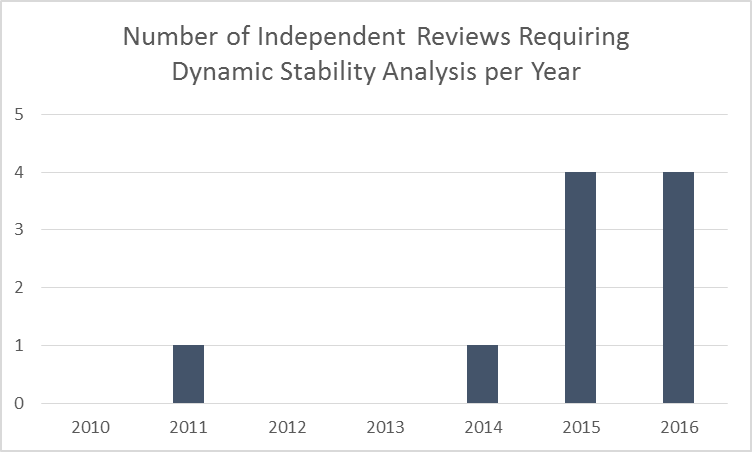 Number of Independent Reviews Requiring
Dynamic Stability Analysis per Year
5
4
3
2
1
0
2010 2011 2012 2013 2014 2015 2016